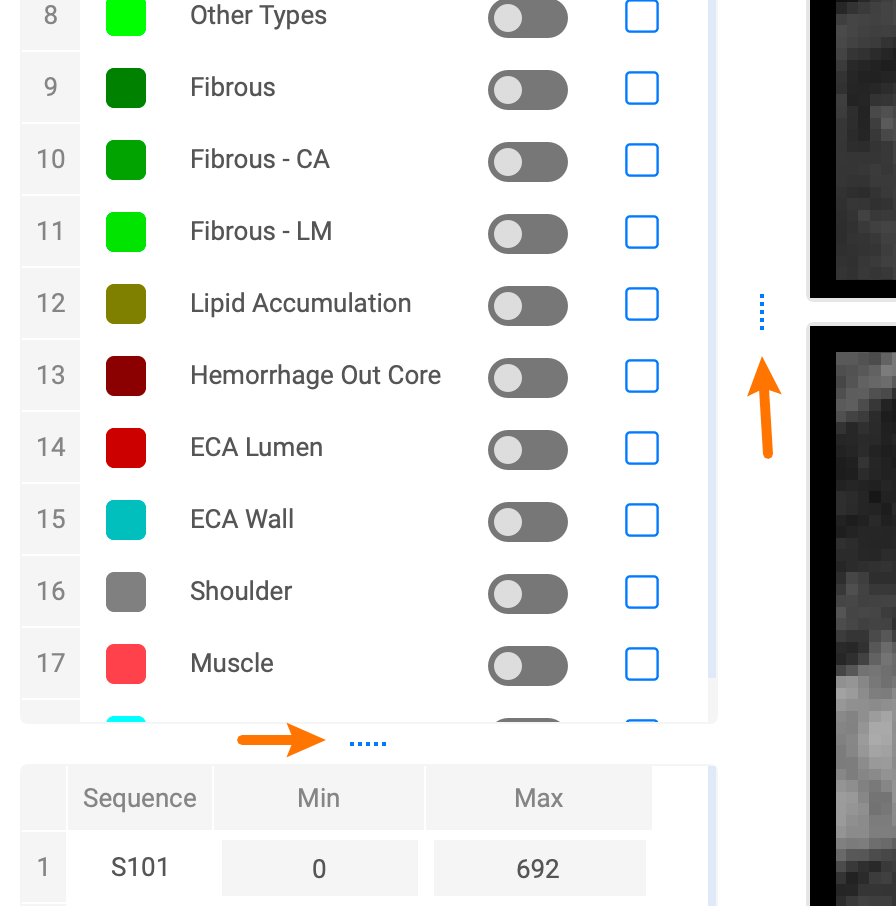 8 Other Types
9 Fibrous
10 Fibrous - CA
11 Fibrous - LM
12 Lipid Accumulation
13 Hemorrhage Out Core
14 ECA Lumen
15 ECA Wall
16 Shoulder
17 Muscle
Sequence Min Max
1 S101 0 692